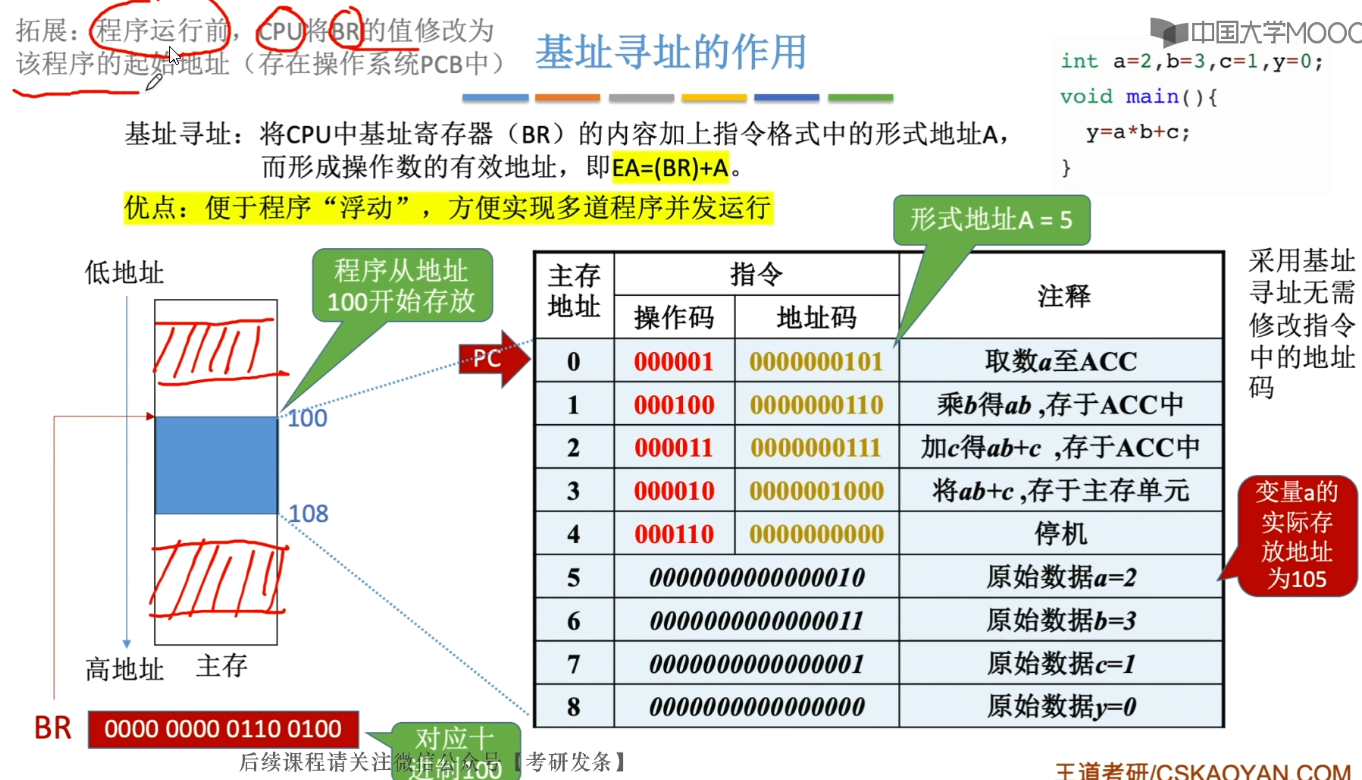 拓展：程序运行前，CPU将BR的值修改为
该程序的起始地址（存在操作系统PCB中）
基址寻址的作用
中国大学MOOC
int a=2,b=3,c=1,y=0;
void main(){
y=a*b+c;
}
基址寻址：将CPU中基址寄存器（BR）的内容加上指令格式中的形式地址A，
而形成操作数的有效地址，即EA=(BR)+A。
优点：便于程序“浮动”，方便实现多道程序并发运行
形式地址A = 5
低地址
程序从地址
100开始存放
100
108
高地址
主存
PC
主存地址 指令 注释
操作码 地址码
0 000001 0000000101 取数a至ACC
1 000100 0000000110 乘b得ab ,存于ACC中
2 000011 0000000111 加c得ab+c ,存于ACC中
3 000010 0000001000 将ab+c ,存于主存单元
4 000110 0000000000 停机
5 0000000000000010 原始数据a=2
6 0000000000000011 原始数据b=3
7 0000000000000001 原始数据c=1
8 0000000000000000 原始数据y=0
采用基址
寻址无需
修改指令
中的地址
码
变量a的
实际存
放地址
为105
BR 0000 0000 0110 0100
对应十
进制100
后续课程请关注微信公众号【考研发条】
王道考研/CSKAOYAN.COM